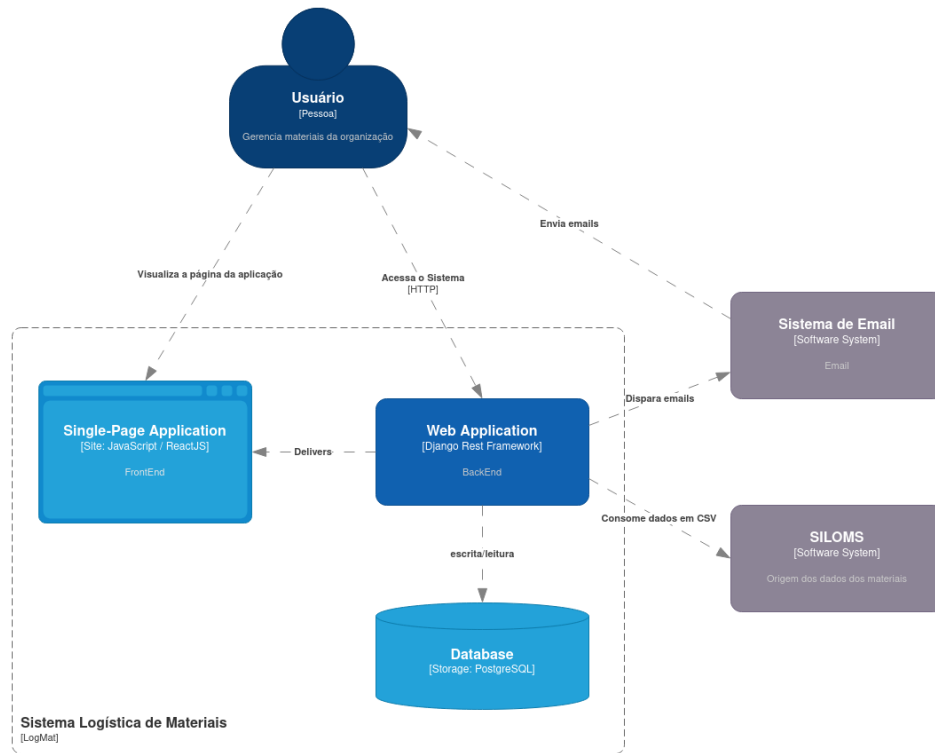 Usuário
[Pessoa]
Gerencia materiais da organização
Envia emails
Visualiza a página da aplicação
Acessa o Sistema
[HTTP]
Sistema de Email
[Software System]
Email
Dispara emails
Single-Page Application
[Site: JavaScript / ReactJS]
FrontEnd
Delivers
Web Application
[Django Rest Framework]
BackEnd
Consome dados em CSV
SILOMS
[Software System]
Origem dos dados dos materiais
escrita/leitura
Database
[Storage: PostgreSQL]
Sistema Logística de Materiais
[LogMat]